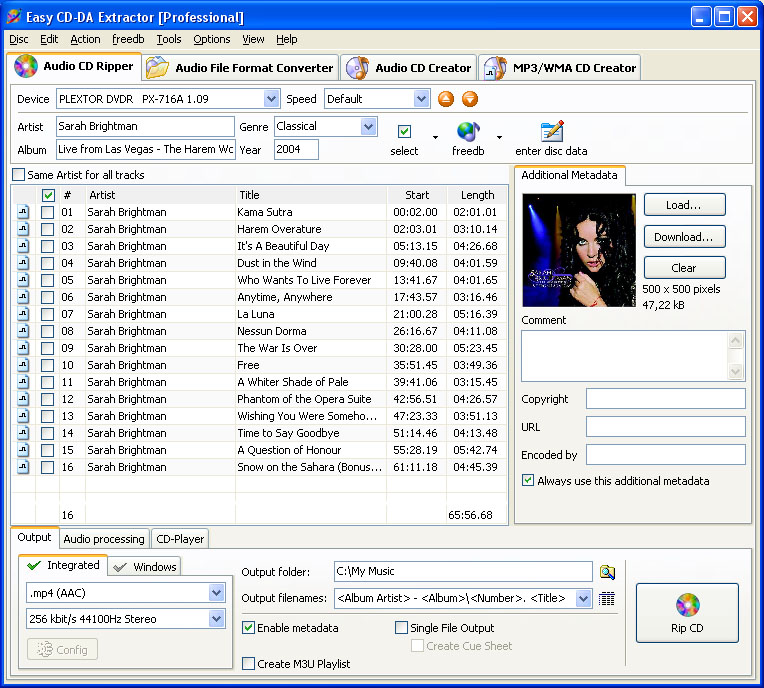 Easy CD-DA Extractor [Professional]
Disc Edit Action freedb Tools Options View Help
Audio CD Ripper Audio File Format Converter Audio CD Creator MP3/WMA CD Creator
Device PLEXTOR DVDR PX-716A 1.09 Speed Default
Artist Sarah Brightman Genre Classical
Album Live from Las Vegas - The Harem Wc Year 2004
select freedb enter disc data
Same Artist for all tracks
# Artist Title Start Length
01 Sarah Brightman Kama Sutra 00:02.00 02:01.01
02 Sarah Brightman Harem Overature 02:03.01 03:10.14
03 Sarah Brightman It's A Beautiful Day 05:13.15 04:26.68
04 Sarah Brightman Dust in the Wind 09:40.08 04:01.59
05 Sarah Brightman Who Wants To Live Forever 13:41.67 04:01.65
06 Sarah Brightman Anytime, Anywhere 17:43.57 03:16.46
07 Sarah Brightman La Luna 21:00.28 05:16.39
08 Sarah Brightman Nessun Dorma 26:16.67 04:11.08
09 Sarah Brightman The War Is Over 30:28.00 05:23.45
10 Sarah Brightman Free 35:51.45 03:49.36
11 Sarah Brightman A Whiter Shade of Pale 39:41.06 03:15.45
12 Sarah Brightman Phantom of the Opera Suite 42:56.51 04:26.57
13 Sarah Brightman Wishing You Were Someho... 47:23.33 03:51.13
14 Sarah Brightman Time to Say Goodbye 51:14.46 04:13.48
15 Sarah Brightman A Question of Honour 55:28.19 05:42.74
16 Sarah Brightman Snow on the Sahara (Bonus... 61:11.18 04:45.39
16 65:56.68
Additional Metadata
Load...
Download...
Clear
500 x 500 pixels
47,22 kB
Comment
Copyright
URL
Encoded by
Always use this additional metadata
Output Audio processing CD-Player
Integrated Windows
.mp4 (AAC)
256 kbit/s 44100Hz Stereo
Config
Output folder: C:\My Music
Output filenames: <Album Artist> - <Album>\<Number>. <Title>
Enable metadata Single File Output
Create Cue Sheet
Create M3U Playlist
Rip CD